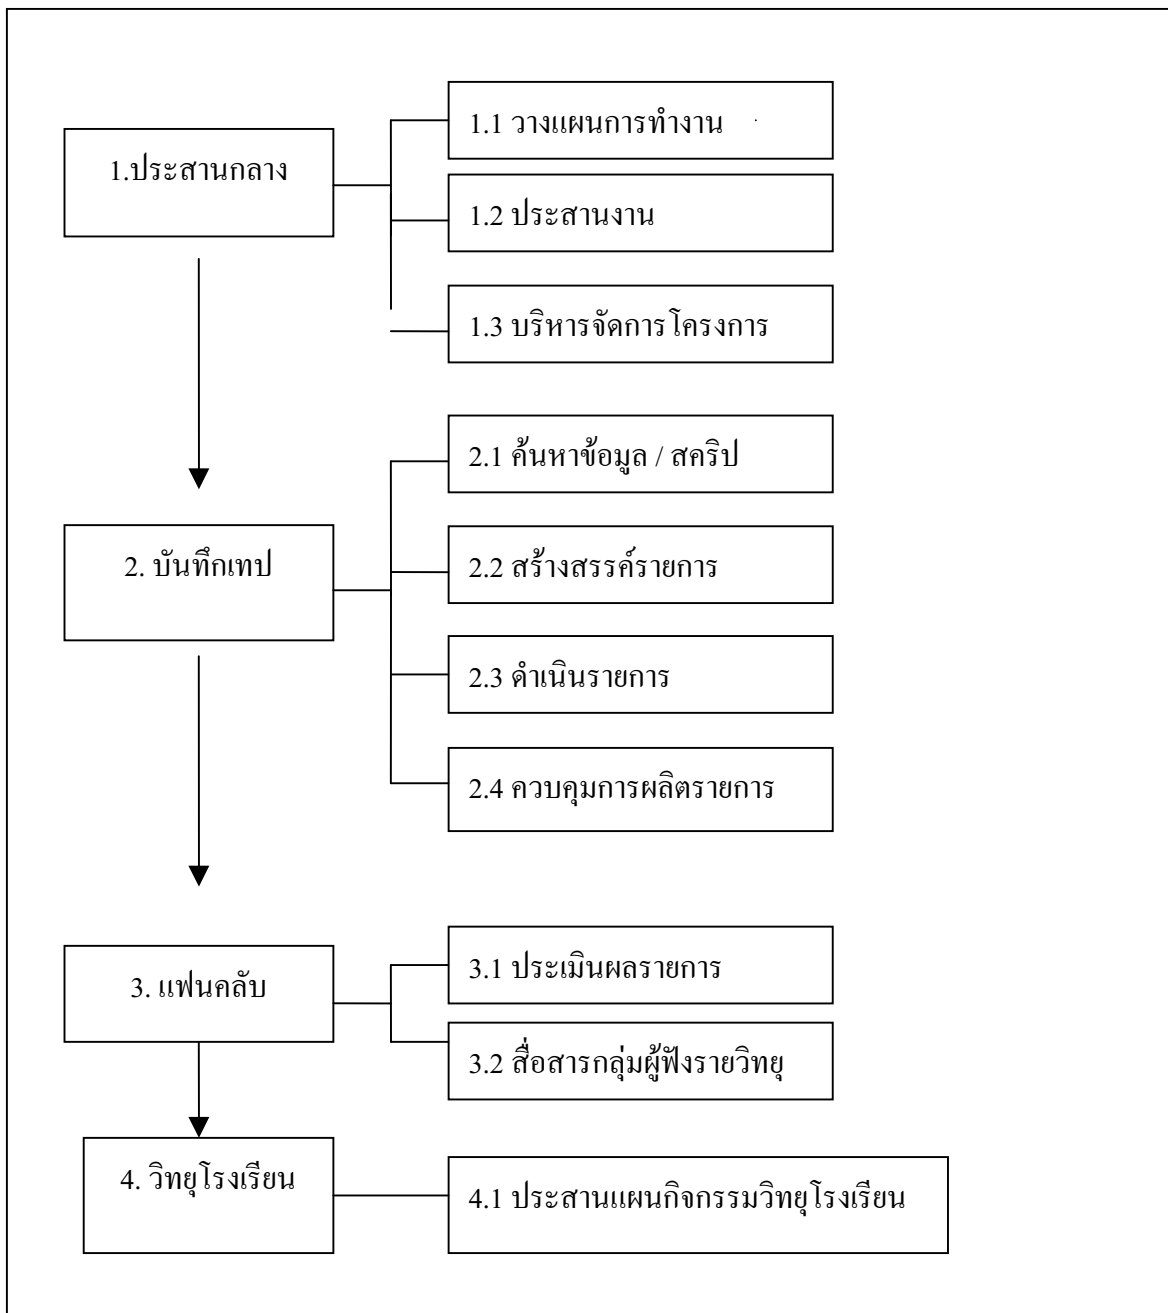 1.ประสานกลาง
1.1 วางแผนการทำงาน
1.2 ประสานงาน
1.3 บริหารจัดการโครงการ
2. บันทึกเทป
2.1 ค้นหาข้อมูล / สคริป
2.2 สร้างสรรค์รายการ
2.3 ดำเนินรายการ
2.4 ควบคุมการผลิตรายการ
3. แฟนคลับ
3.1 ประเมินผลรายการ
3.2 สื่อสารกลุ่มผู้ฟังรายวิทยุ
4. วิทยุโรงเรียน
4.1 ประสานแผนกิจกรรมวิทยุโรงเรียน